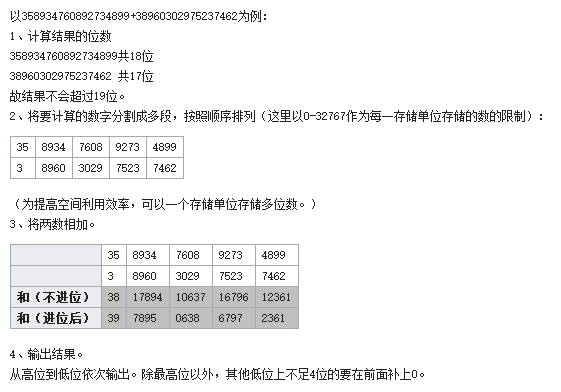 以358934760892734899+38960302975237462为例：
1、计算结果的位数
358934760892734899共18位
38960302975237462 共17位
故结果不会超过19位。
2、将要计算的数字分割成多段，按照顺序排列（这里以0-32767作为每一存储单位存储的数的限制）：
35 8934 7608 9273 4899
3 8960 3029 7523 7462
（为提高空间利用效率，可以一个存储单位存储多位数。）
3、将两数相加。
35 8934 7608 9273 4899
3 8960 3029 7523 7462
和（不进位） 38 17894 10637 16796 12361
和（进位后） 39 7895 0638 6797 2361
4、输出结果。
从高位到低位依次输出。除最高位以外，其他低位上不足4位的要在前面补上0。